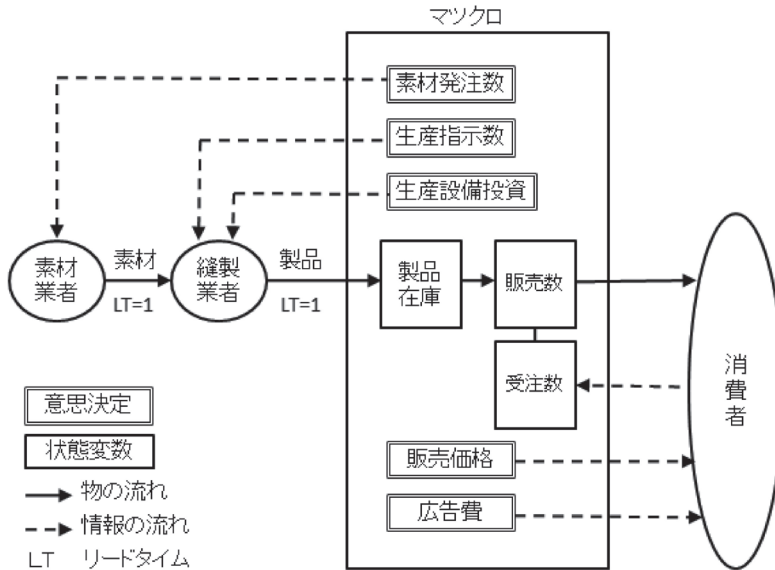 マツクロ
素材発注数
生産指示数
生産設備投資
素材
業者
素材
LT=1
縫製
業者
製品
LT=1
製品
在庫
販売数
受注数
消費者
販売価格
広告費
意思決定
状態変数
物の流れ
情報の流れ
LT リードタイム